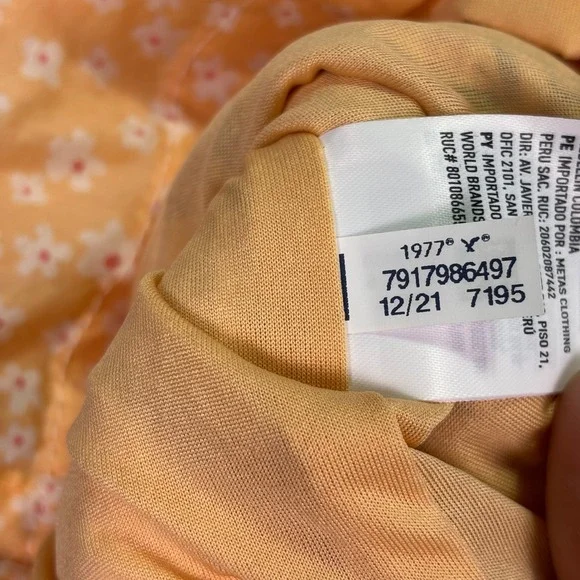 1977® ®
7917986497
12/21 7195
COLOMBIA
PE IMPORTADO POR : METAS CLOTHING
PERU SAC. RUC: 20602087442
DIR: AV. JAVIER
PISO 21,
OFIC 2101, SAN
PY IMPORTADO
WORLD BRANDS
RUC# 80108665